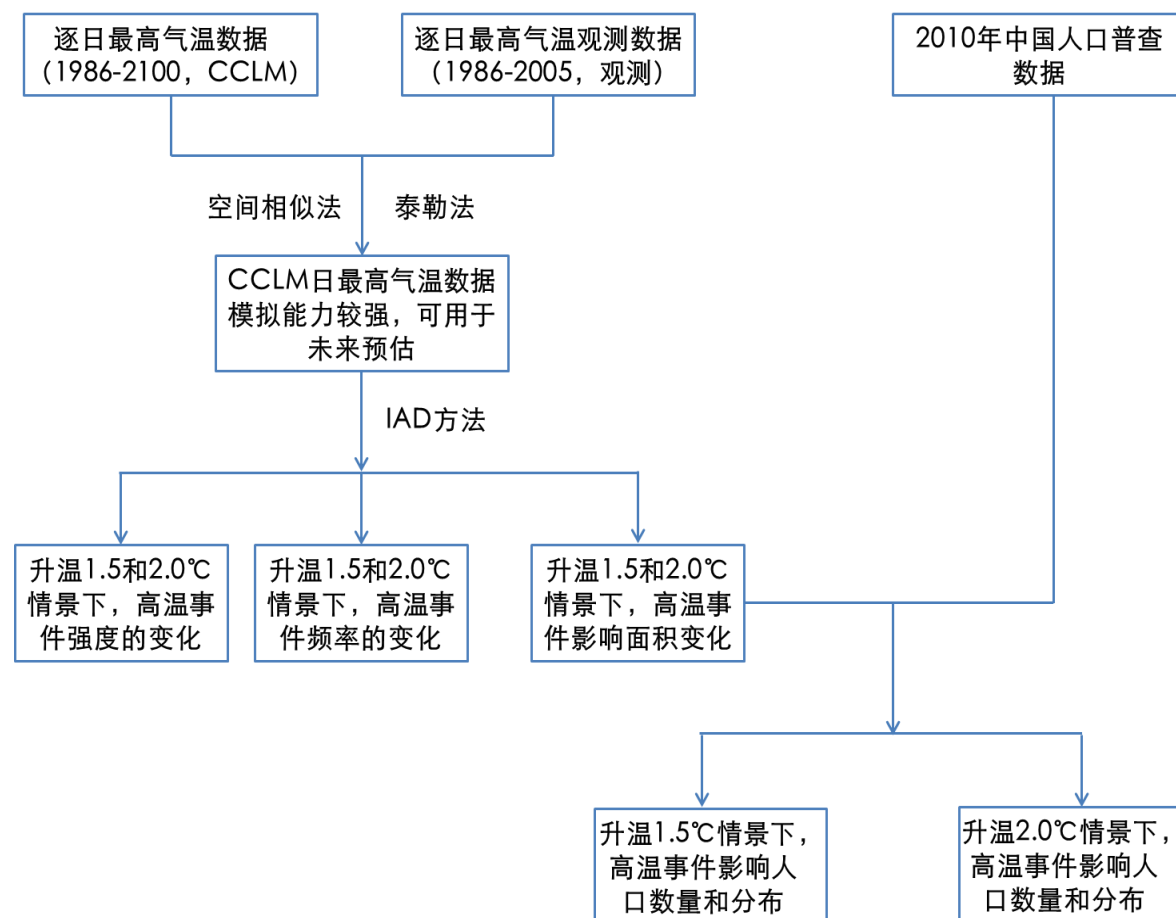 逐日最高气温数据
（1986-2100，CCLM）
逐日最高气温观测数据
（1986-2005，观测）
2010年中国人口普查
数据
空间相似法
泰勒法
CCLM日最高气温数据
模拟能力较强，可用于
未来预估
IAD方法
升温1.5和2.0℃
情景下，高温事
件强度的变化
升温1.5和2.0℃
情景下，高温事
件频率的变化
升温1.5和2.0℃
情景下，高温事
件影响面积变化
升温1.5℃情景下，
高温事件影响人
口数量和分布
升温2.0℃情景下，
高温事件影响人
口数量和分布